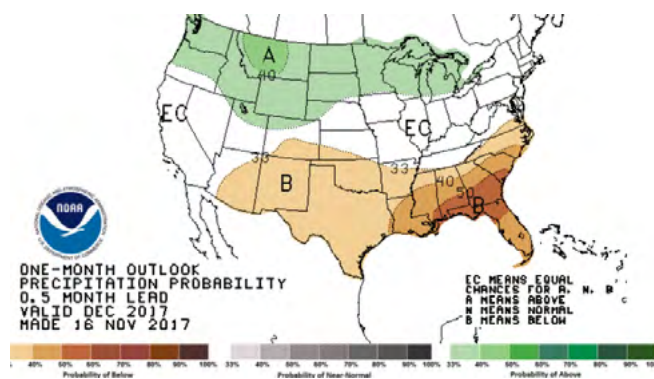 A
40
EC
EC
33
33
B
40
50
B
NOAA
ONE-MONTH OUTLOOK
PRECIPITATION PROBABILITY
0.5 MONTH LEAD
VALID DEC 2017
MADE 16 NOV 2017
EC MEANS EQUAL
CHANCES FOR A, N, B
A MEANS ABOVE
N MEANS NORMAL
B MEANS BELOW
40% 50% 60% 70% 80% 90% 33% 40% 50% 60% 70% 80% 90% 100% 33% 40% 50% 60% 70% 80% 90%
Probability of Below Probability of Near-Normal Probability of Above